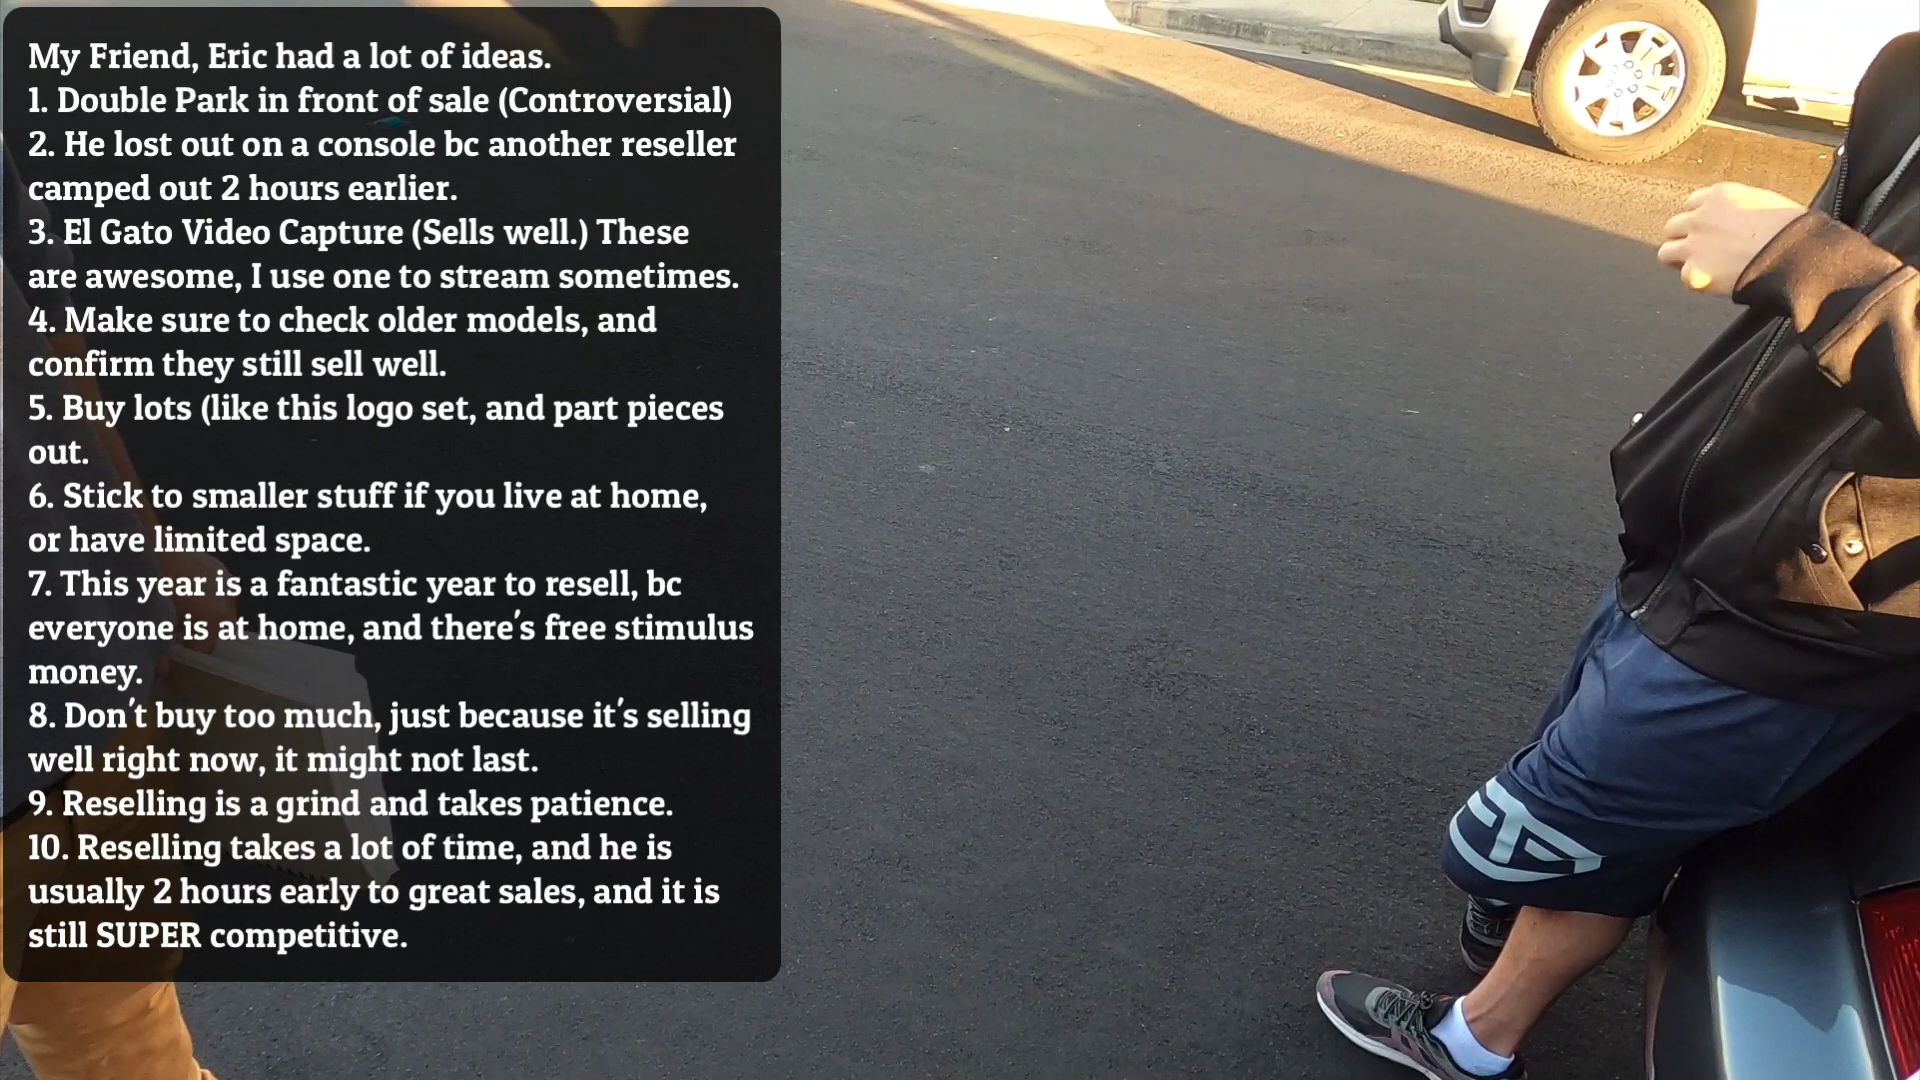 My Friend, Eric had a lot of ideas.
1. Double Park in front of sale (Controversial)
2. He lost out on a console bc another reseller
camped out 2 hours earlier.
3. El Gato Video Capture (Sells well.) These
are awesome, I use one to stream sometimes.
4. Make sure to check older models, and
confirm they still sell well.
5. Buy lots (like this logo set, and part pieces
out.
6. Stick to smaller stuff if you live at home,
or have limited space.
7. This year is a fantastic year to resell, bc
everyone is at home, and there's free stimulus
money.
8. Don't buy too much, just because it's selling
well right now, it might not last.
9. Reselling is a grind and takes patience.
10. Reselling takes a lot of time, and he is
usually 2 hours early to great sales, and it is
still SUPER competitive.